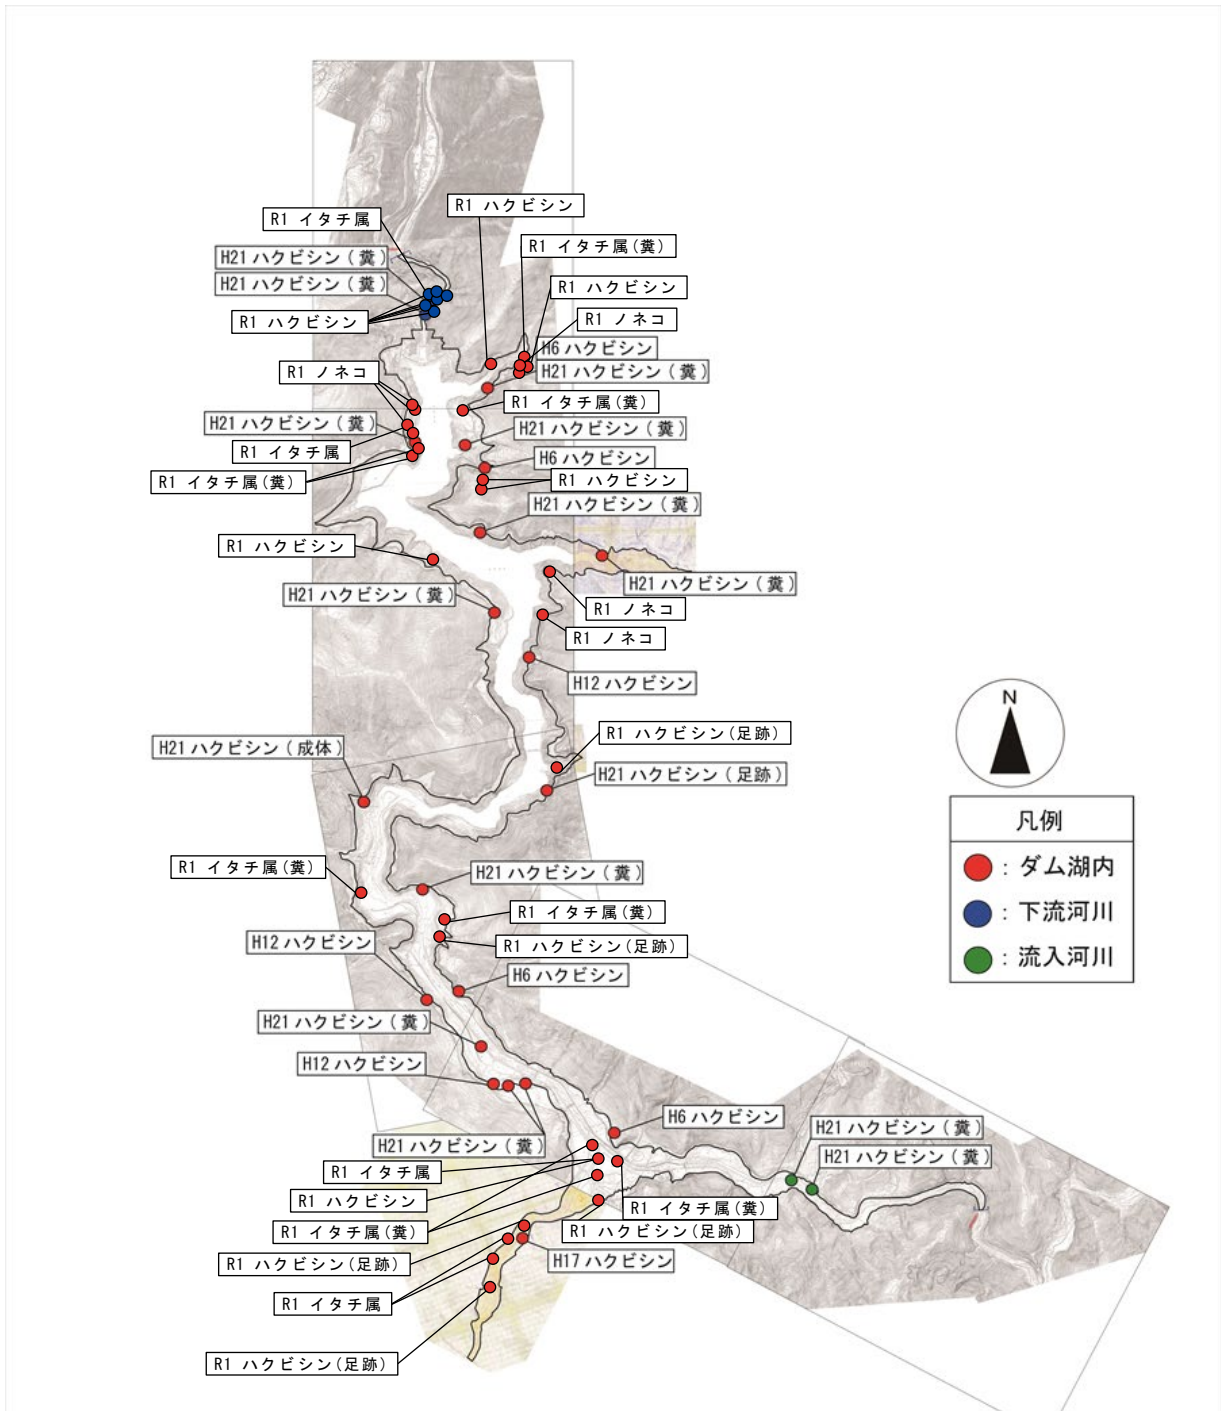 R1 ハクビシン
R1 イタチ属
R1 イタチ属(糞)
H21 ハクビシン(糞)
H21 ハクビシン(糞)
R1 ハクビシン
R1 ノネコ
R1 ハクビシン
H6 ハクビシン
R1 ノネコ
H21 ハクビシン(糞)
R1 イタチ属(糞)
H21 ハクビシン(糞)
H21 ハクビシン(糞)
R1 イタチ属
H6 ハクビシン
R1 イタチ属(糞)
R1 ハクビシン
H21 ハクビシン(糞)
R1 ハクビシン
H21 ハクビシン(糞)
H21 ハクビシン(糞)
R1 ノネコ
R1 ノネコ
H12 ハクビシン
R1 ハクビシン(足跡)
H21 ハクビシン(成体)
H21 ハクビシン(足跡)
R1 イタチ属(糞)
H21 ハクビシン(糞)
R1 イタチ属(糞)
H12 ハクビシン
R1 ハクビシン(足跡)
H6 ハクビシン
H21 ハクビシン(糞)
H12 ハクビシン
H6 ハクビシン
H21 ハクビシン(糞)
H21 ハクビシン(糞)
H21 ハクビシン(糞)
R1 イタチ属
R1 ハクビシン
R1 イタチ属(糞)
R1 イタチ属(糞)
R1 ハクビシン(足跡)
R1 ハクビシン(足跡)
H17 ハクビシン
R1 イタチ属
R1 ハクビシン(足跡)
N
凡例
:ダム湖内
:下流河川
:流入河川